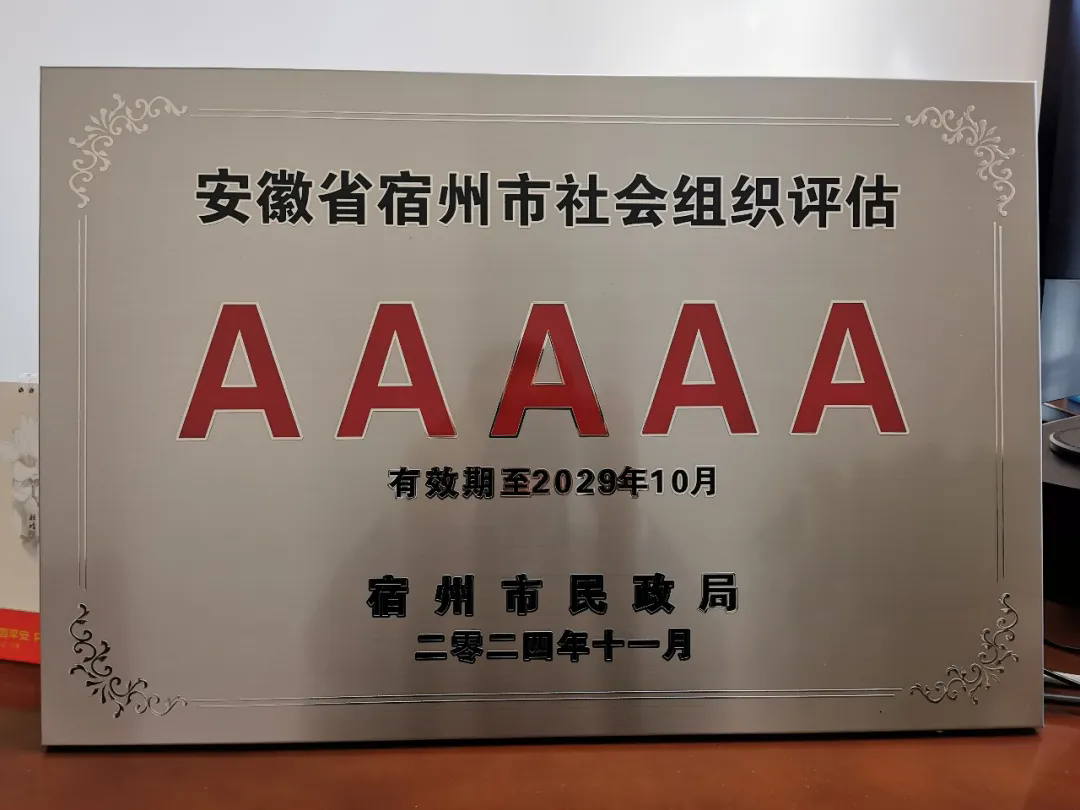 安徽省宿州市社会组织评估
AAAAA
有效期至2029年10月
宿州市民政局
二零二四年十一月
平安